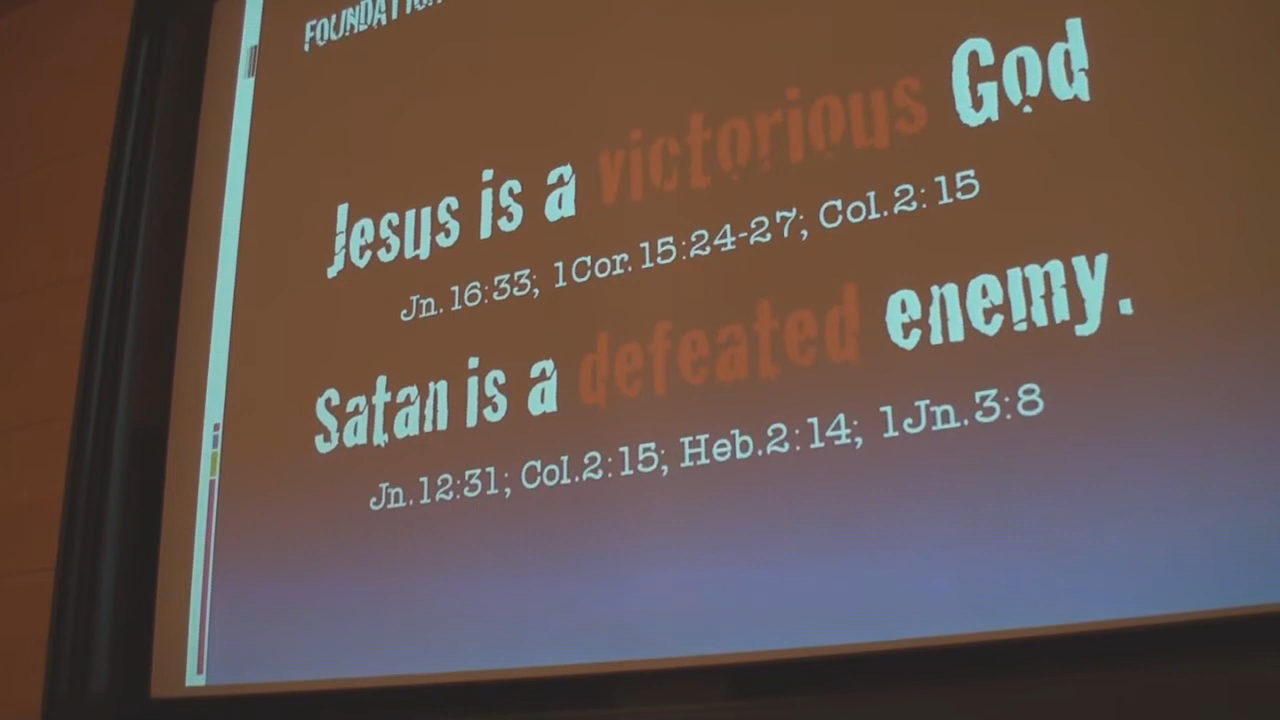 Jesus is a victorious God
Jn. 16:33; 1Cor. 15:24-27; Col. 2:15
Satan is a defeated enemy.
Jn. 12:31; Col. 2:15; Heb. 2:14; 1Jn. 3:8